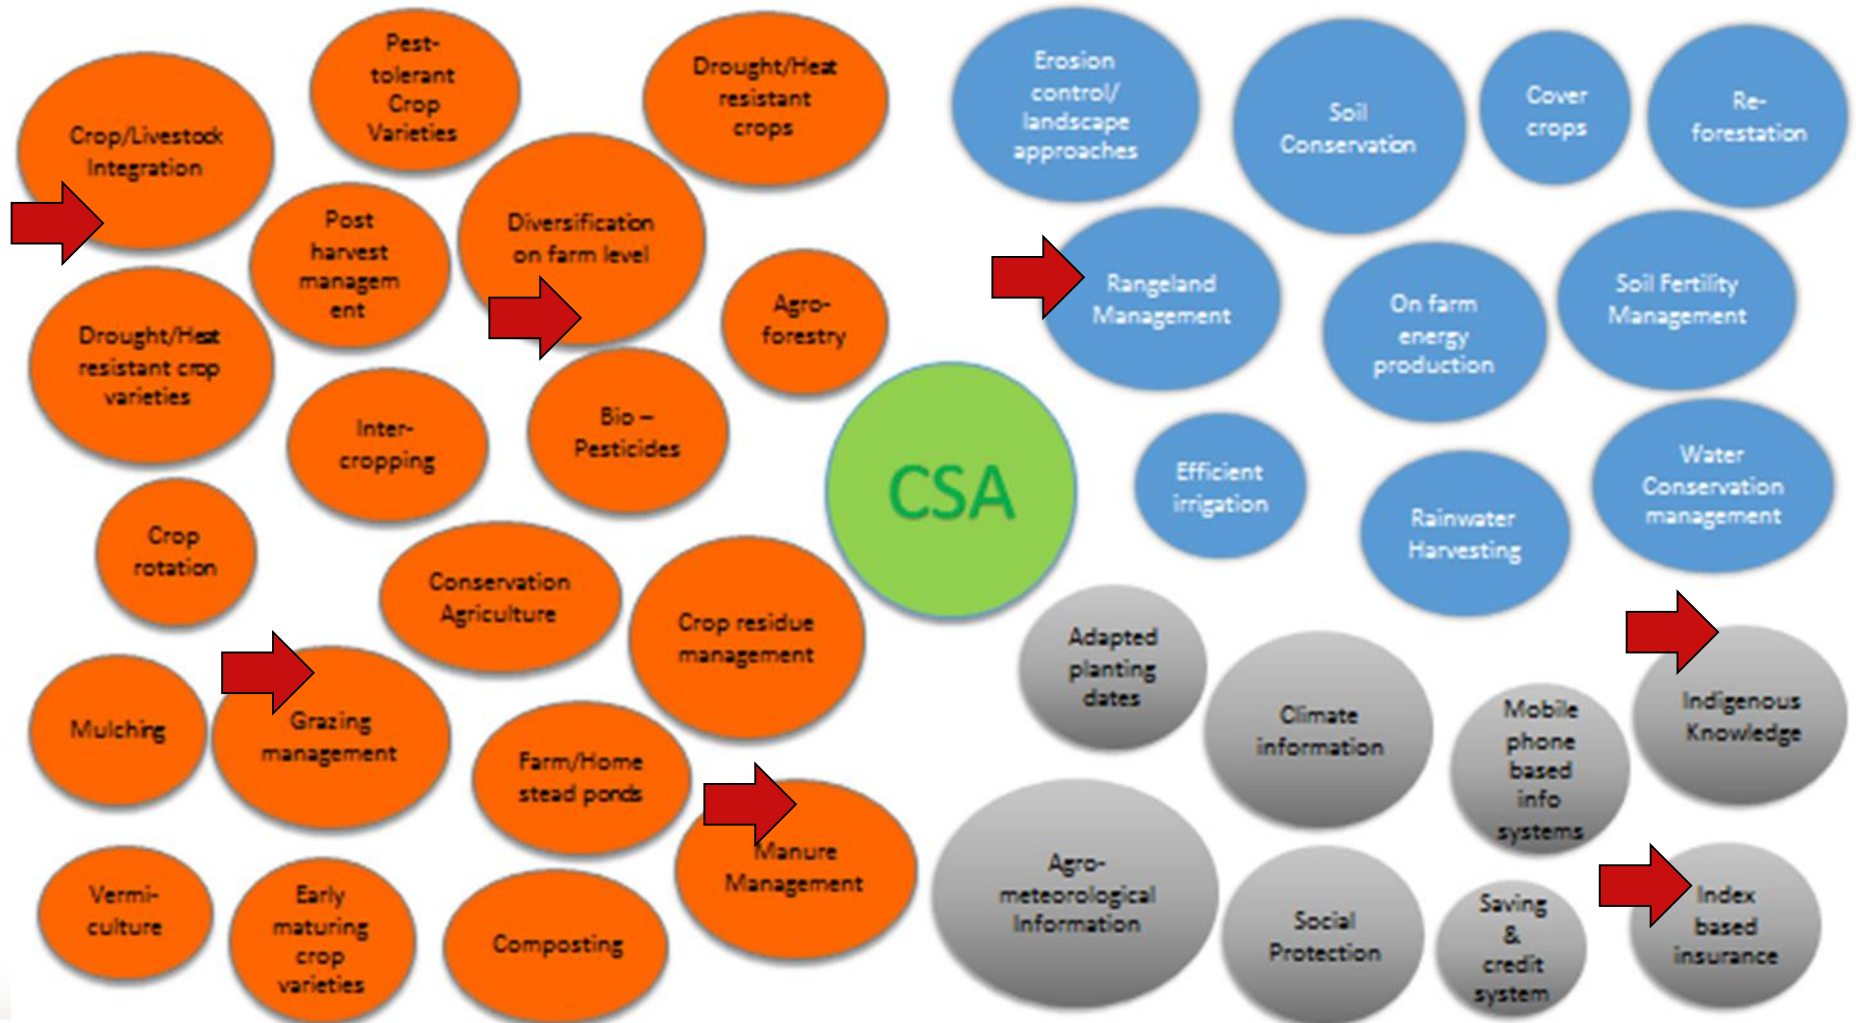 Crop/Livestock
Integration
Pest-
tolerant
Crop
Varieties
Drought/Heat
resistant
crops
Post
harvest
managem
ent
Diversification
on farm level
Agro-
forestry
Drought/Heat
resistant crop
varieties
Inter-
cropping
Bio –
Pesticides
Crop
rotation
Conservation
Agriculture
Crop residue
management
Mulching
Grazing
management
Farm/Home
stead ponds
Manure
Management
Vermi-
culture
Early
maturing
crop
varieties
Composting
CSA
Erosion
control/
landscape
approaches
Soil
Conservation
Cover
crops
Re-
forestation
Rangeland
Management
On farm
energy
production
Soil Fertility
Management
Efficient
irrigation
Rainwater
Harvesting
Water
Conservation
management
Adapted
planting
dates
Climate
information
Mobile
phone
based
info
systems
Indigenous
Knowledge
Agro-
meteorological
Information
Social
Protection
Saving
&
credit
system
Index
based
insurance